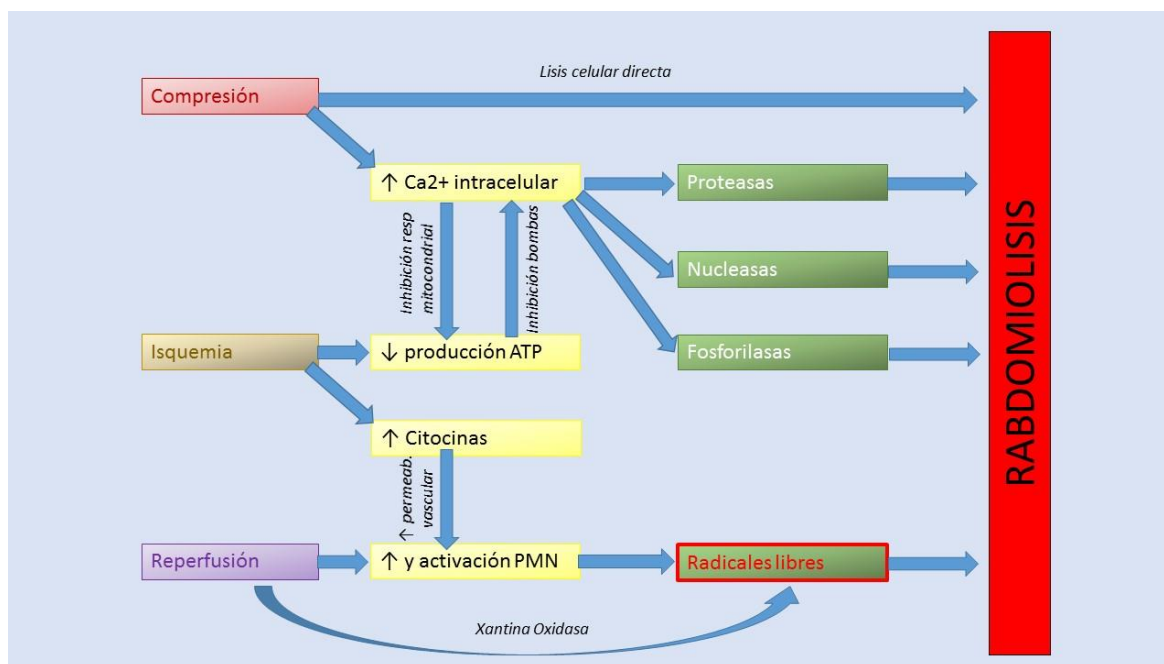 Lisis celular directa
Compresión
↑ Ca2+ intracelular
Proteasas
Inhibición resp
mitocondrial
Inhibición bombas
Nucleasas
Isquemia
↓ producción ATP
Fosforilasas
↑ Citocinas
↑ permeab.
vascular
Reperfusión
↑ y activación PMN
Radicales libres
Xantina Oxidasa
RABDOMIOLISIS